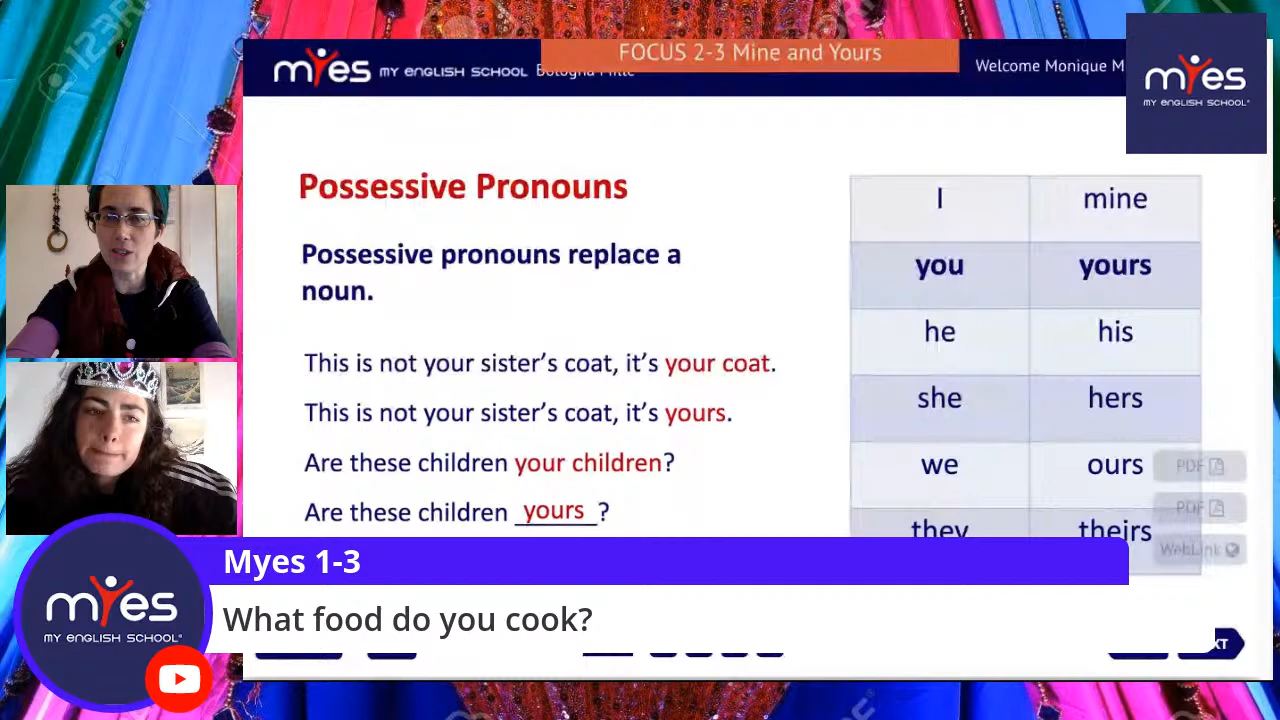 FOCUS 2-3 Mine and Yours
myes MY ENGLISH SCHOOL
Welcome Monique M
myes
MY ENGLISH SCHOOL®
Possessive Pronouns
Possessive pronouns replace a
noun.
This is not your sister's coat, it's your coat.
This is not your sister's coat, it's yours.
Are these children your children?
Are these children yours ?
I mine
you yours
he his
she hers
we ours
they theirs
PDF
PDF
WebLink
Myes 1-3
What food do you cook?
myes
MY ENGLISH SCHOOL®
XT
123RF